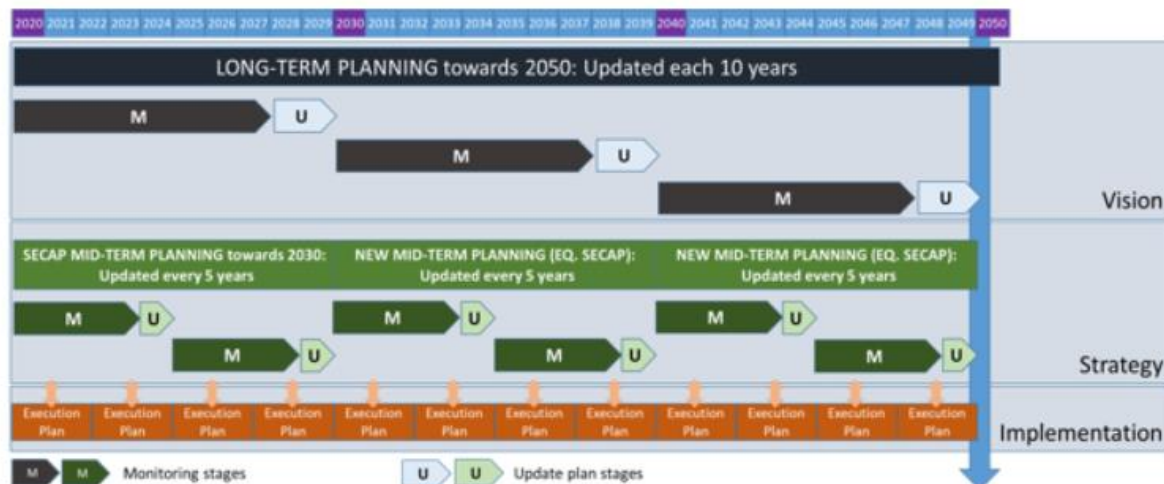 2020 2021 2022 2023 2024 2025 2026 2027 2028 2029 2030 2031 2032 2033 2034 2035 2036 2037 2038 2039 2040 2041 2042 2043 2044 2045 2046 2047 2048 2049 2050
LONG-TERM PLANNING towards 2050: Updated each 10 years
M U
M U
M U
Vision
SECAP MID-TERM PLANNING towards 2030:
Updated every 5 years
NEW MID-TERM PLANNING (EQ. SECAP):
Updated every 5 years
NEW MID-TERM PLANNING (EQ. SECAP):
Updated every 5 years
M U M U M U
M U M U M U
Strategy
Execution Execution Execution Execution Execution Execution Execution Execution Execution Execution Execution Execution
Plan Plan Plan Plan Plan Plan Plan Plan Plan Plan Plan Plan
Implementation
M M Monitoring stages U U Update plan stages